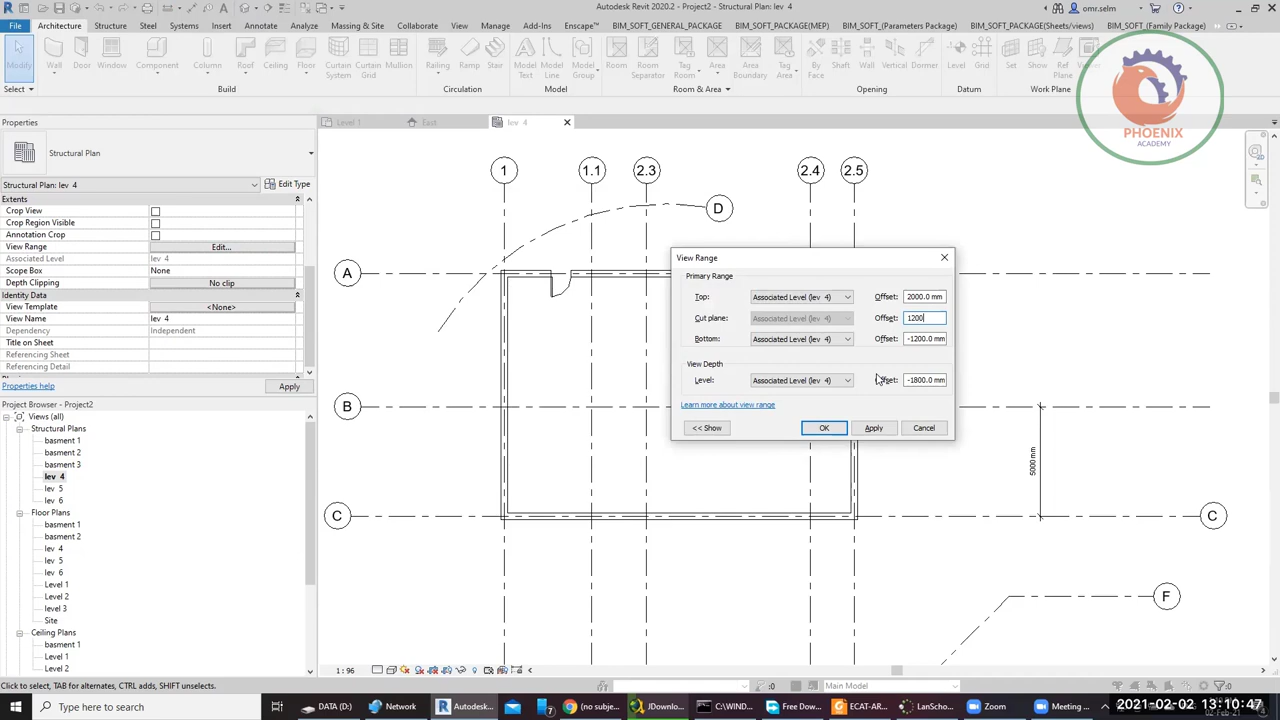 Autodesk Revit 2020.2 - Project2 - Structural Plan: lev 4
omr.selm
File Architecture Structure Steel Systems Insert Annotate Analyze Massing & Site Collaborate View Manage Add-Ins Enscape™ BIM_SOFT_GENERAL_PACKAGE BIM_SOFT_PACKAGE(MEP) BIM_SOFT (Parameters Package) BIM_SOFT_PACKAGE(Sheets/views) BIM_SOFT (Family Package)
Modify Wall Door Window Component Column Roof Ceiling Floor Curtain System Curtain Grid Mullion Railing Ramp Stair Model Text Model Line Model Group Room Room Separator Tag Room Area Area Boundary Tag Area By Face Shaft Wall Vertical Dormer Level Grid Set Show Ref Plane
Select Build Circulation Model Room & Area Opening Datum Work Plane
PHOENIX
ACADEMY
Properties
Level 1 East lev 4
Structural Plan
Structural Plan: lev 4 Edit Type
Extents
Crop View
Crop Region Visible
Annotation Crop
View Range Edit...
Associated Level lev 4
Scope Box None
Depth Clipping No clip
Identity Data
View Template <None>
View Name lev 4
Dependency Independent
Title on Sheet
Referencing Sheet
Referencing Detail
Properties help Apply
Project Browser - Project2
Views (all)
Structural Plans
basment 1
basment 2
basment 3
lev 4
lev 5
lev 6
Floor Plans
basment 1
basment 2
lev 4
lev 5
lev 6
Level 1
Level 2
level 3
Site
Ceiling Plans
basment 1
Level 1
Level 2
1 1.1 2.3 2.4 2.5
D
A
B
C C
F
5000 mm
View Range
Primary Range
Top: Associated Level (lev 4) Offset: 2000.0 mm
Cut plane: Associated Level (lev 4) Offset: 1200
Bottom: Associated Level (lev 4) Offset: -1200.0 mm
View Depth
Level: Associated Level (lev 4) -1800.0 mm
Learn more about view range
<< Show OK Apply Cancel
1 : 96
Click to select, TAB for alternates, CTRL adds, SHIFT unselects.
:0 Main Model :0
Type here to search
DATA (D:) Network Autodesk... JDownlo... C:\WIND... Free Dow... ECAT-AR... LanScho... Zoom Meeting ...
2021-02-02 13:10:47